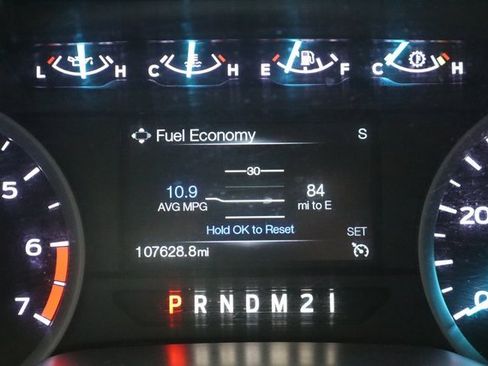 L H C H E F C H
Fuel Economy S
30
10.9 84
AVG MPG mi to E
Hold OK to Reset SET
107628.8mi
5
6
7
20
0
P R N D M 2 1